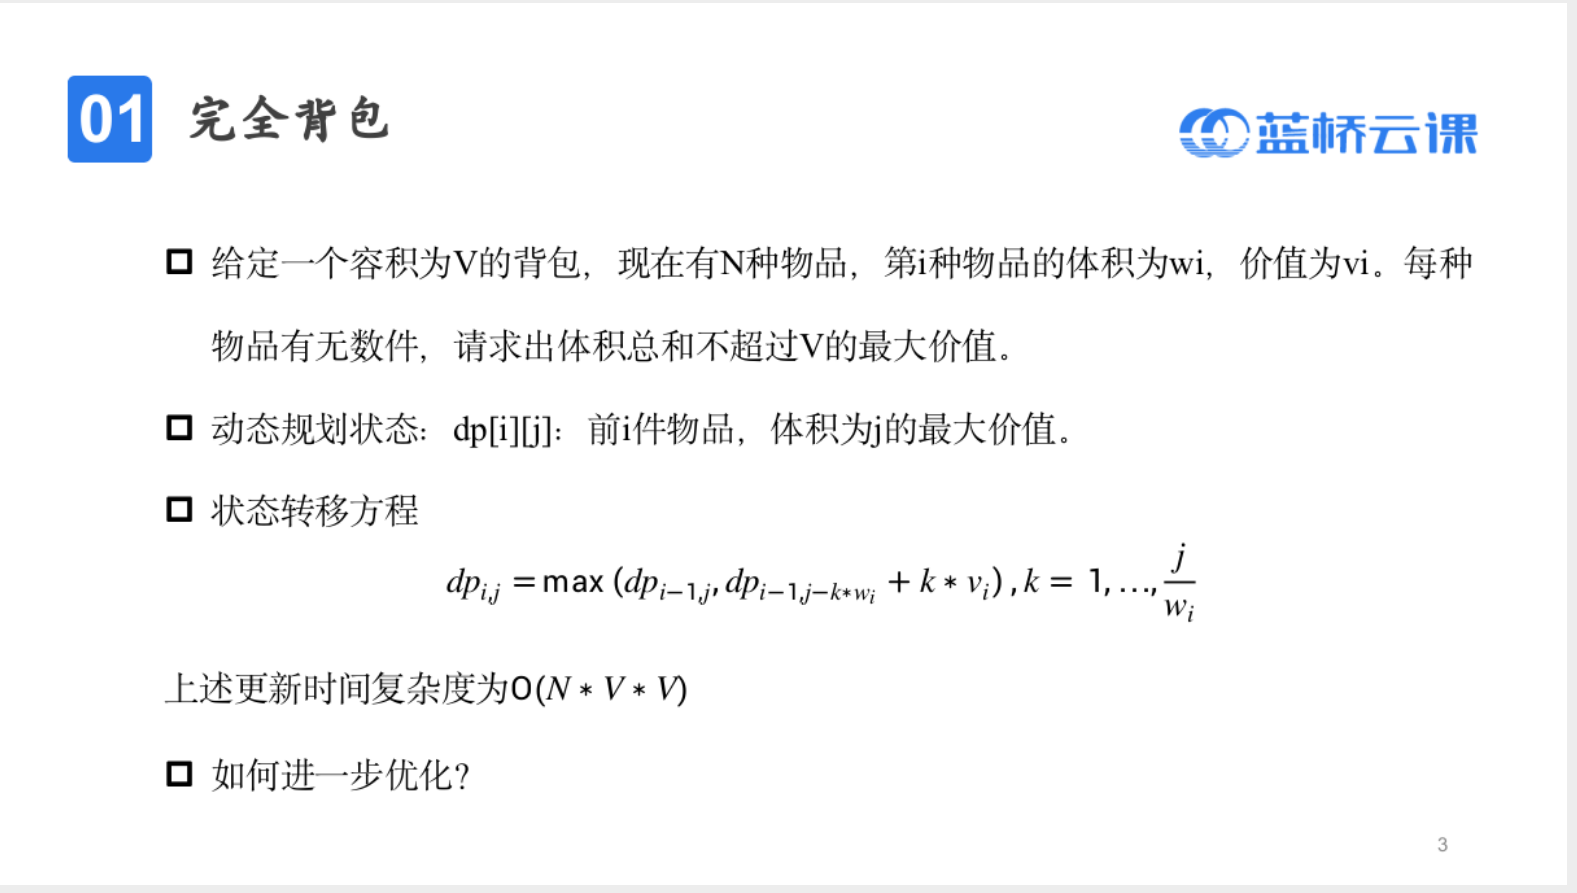 01 完全背包
蓝桥云课
给定一个容积为V的背包，现在有N种物品，第i种物品的体积为wi，价值为vi。每种
物品有无数件，请求出体积总和不超过V的最大价值。
动态规划状态：dp[i][j]：前i件物品，体积为j的最大价值。
状态转移方程
$dp_{i,j} = \max (dp_{i-1,j}, dp_{i-1,j-k*w_i} + k * v_i), k = 1, ..., \frac{j}{w_i}$
上述更新时间复杂度为O(N * V * V)
如何进一步优化？
3